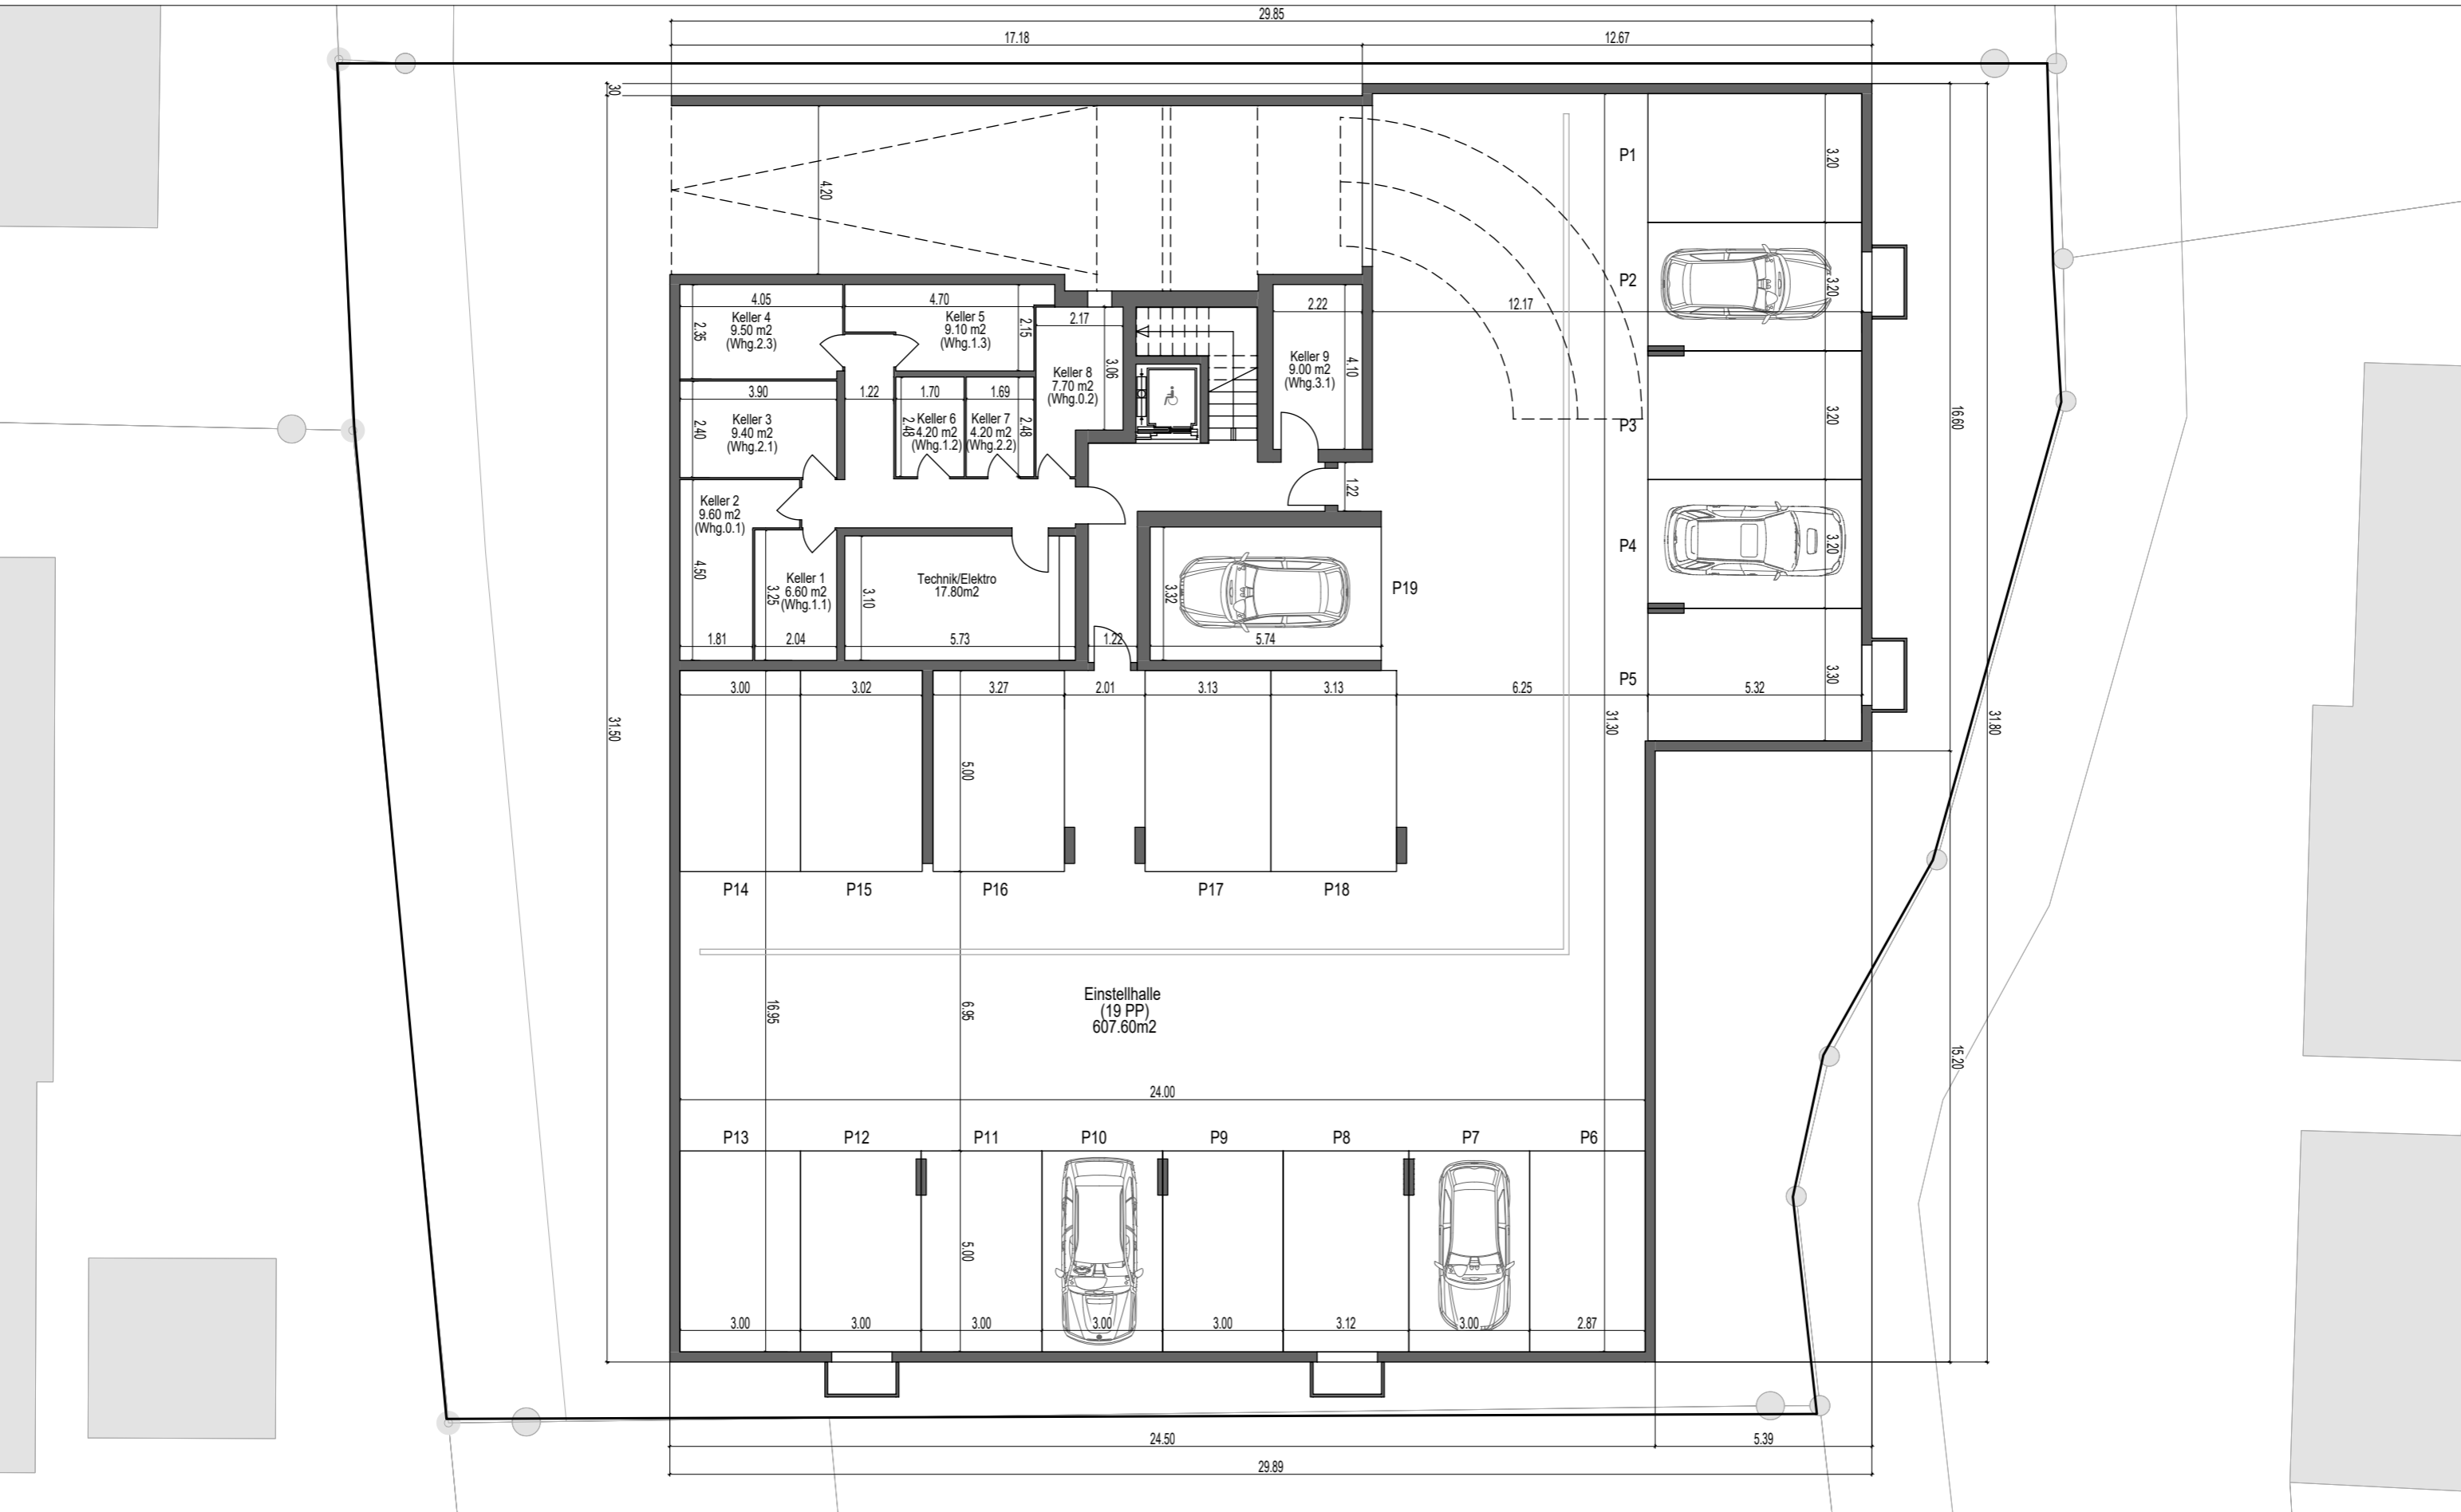 29.85
17.18
12.67
30
4.20
P1
3.20
P2
3.20
4.05
4.70
2.22
12.17
Keller 4
9.50 m2
(Whg.2.3)
2.35
Keller 5
9.10 m2
(Whg.1.3)
2.15
2.17
3.06
Keller 8
7.70 m2
(Whg.0.2)
Keller 9
9.00 m2
(Whg.3.1)
4.10
3.90
1.22
1.70
1.69
Keller 3
9.40 m2
(Whg.2.1)
2.40
2.48
Keller 6
4.20 m2
(Whg.1.2)
Keller 7
4.20 m2
(Whg.2.2)
2.48
P3
3.20
16.60
Keller 2
9.60 m2
(Whg.0.1)
4.50
1.22
P4
3.20
Keller 1
6.60 m2
(Whg.1.1)
3.25
Technik/Elektro
17.80m2
3.10
3.32
P19
1.81
2.04
5.73
1.22
5.74
3.00
3.02
3.27
2.01
3.13
3.13
6.25
P5
5.32
3.30
31.50
31.30
31.80
5.00
P14
P15
P16
P17
P18
16.95
6.95
Einstellhalle
(19 PP)
607.60m2
15.20
24.00
P13
P12
P11
P10
P9
P8
P7
P6
5.00
3.00
3.00
3.00
3.00
3.00
3.12
3.00
2.87
24.50
5.39
29.89